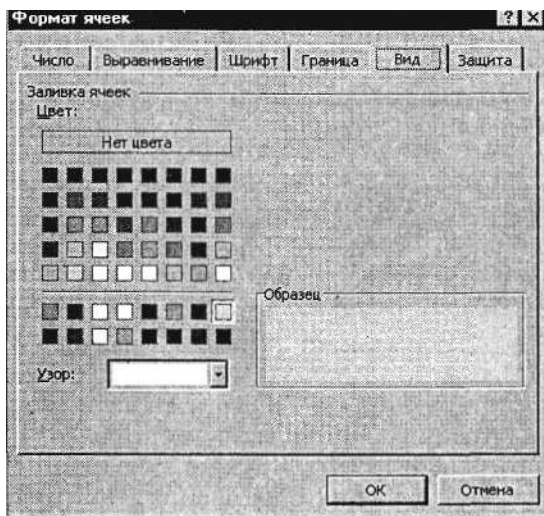 Формат ячеек
Число Выравнивание Шрифт Граница Вид Защита
Заливка ячеек
Цвет:
Нет цвета
Образец
Узор:
ОК Отмена